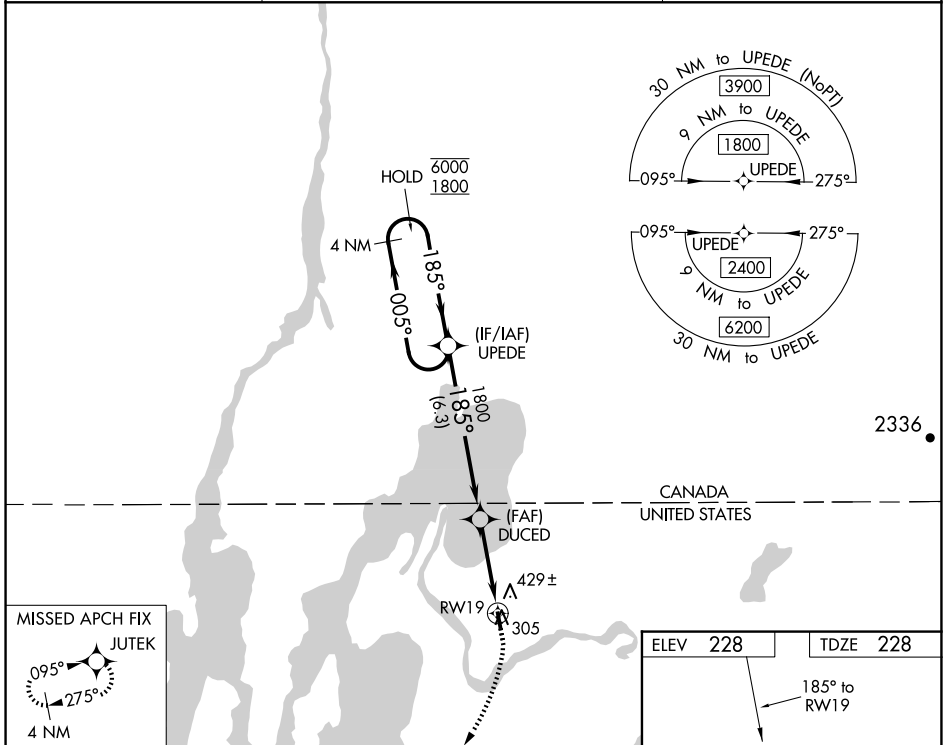 30 NM to UPEDE (NoPT)
3900
9 NM to UPEDE
1800
UPEDE
095°
275°
095°
275°
UPEDE
2400
9 NM to UPEDE
6200
30 NM to UPEDE
HOLD
6000
1800
4 NM
185°
005°
(IF/IAF)
UPEDE
1800
185°
(6.3)
2336
CANADA
UNITED STATES
(FAF)
DUCED
429±
RW19
305
MISSED APCH FIX
JUTEK
095°
275°
4 NM
ELEV 228
TDZE 228
185° to
RW19